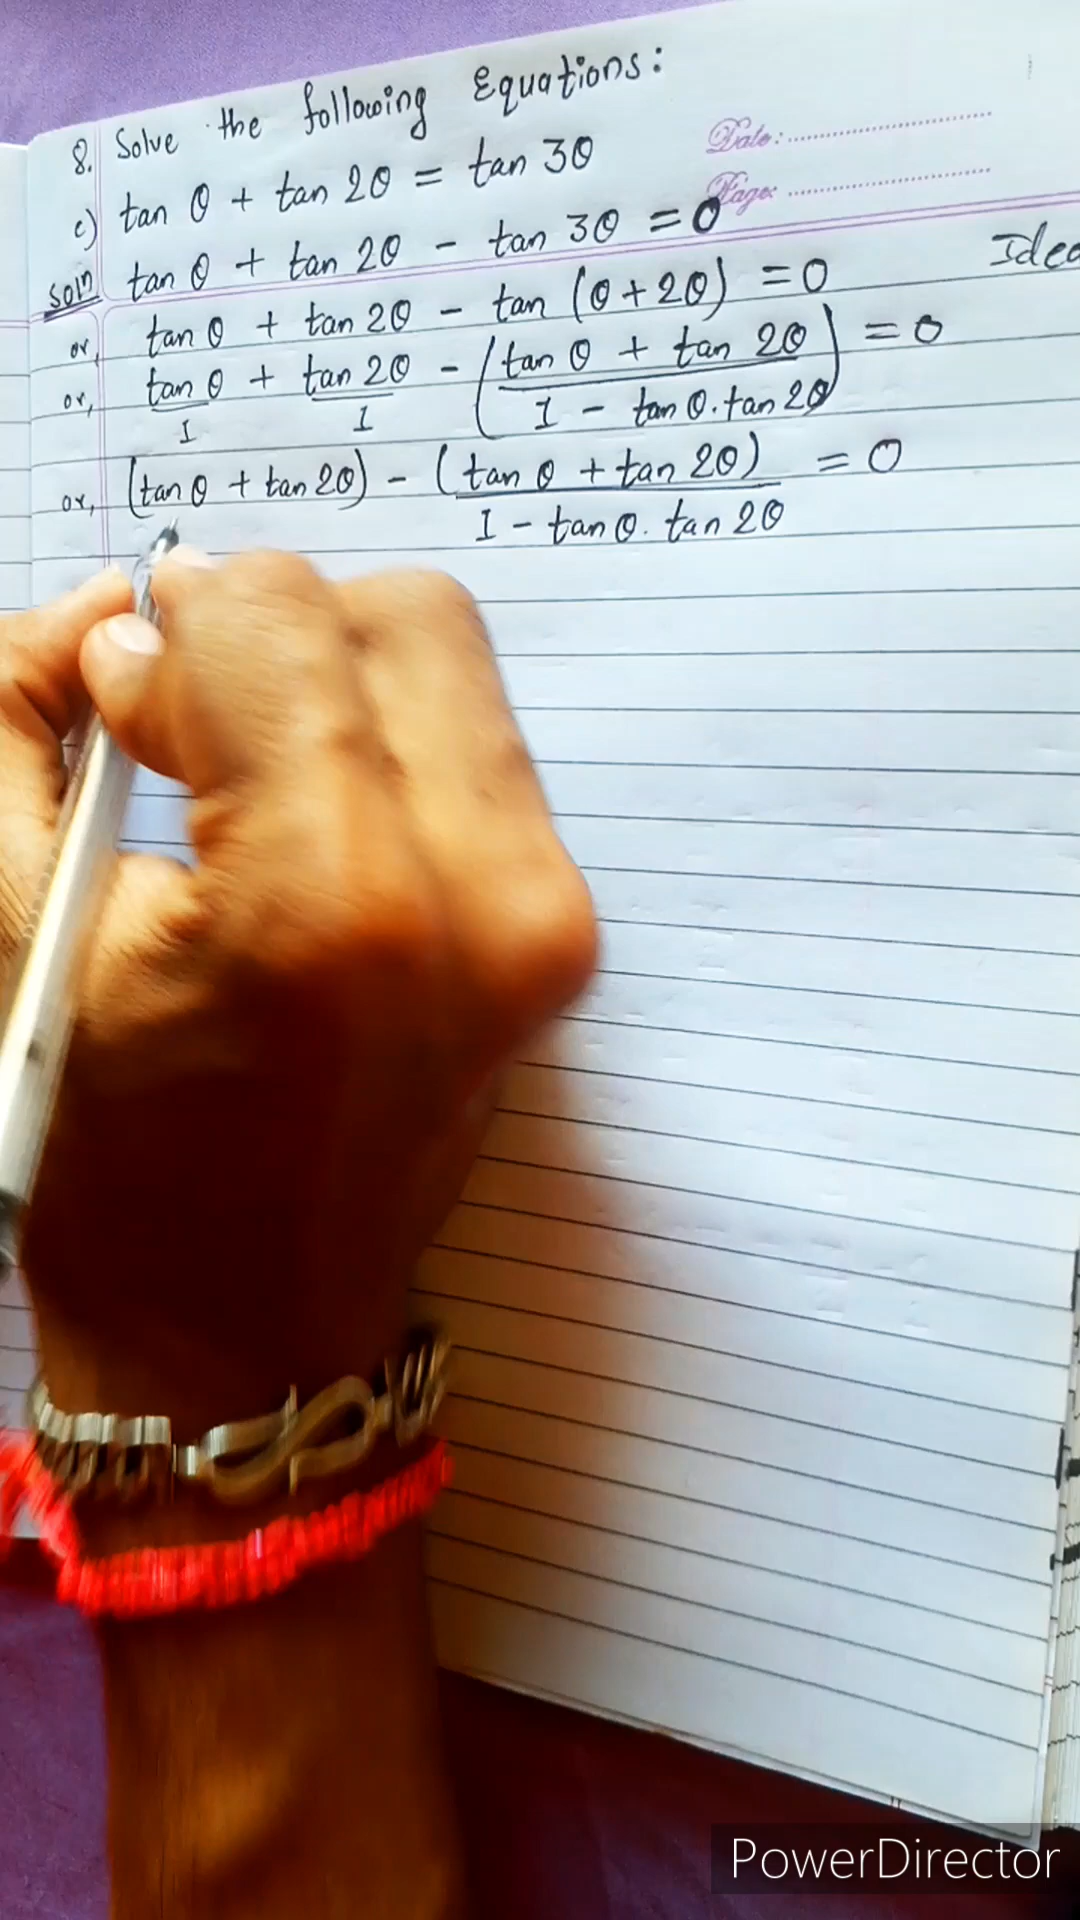 8. Solve the following Equations:
Date:
c) tan θ + tan 2θ = tan 3θ
Page:
Soln tan θ + tan 2θ - tan 3θ = 0
Idea
or, tan θ + tan 2θ - tan (θ + 2θ) = 0
or, tan θ/1 + tan 2θ/1 - (tan θ + tan 2θ / 1 - tan θ. tan 2θ) = 0
or, (tan θ + tan 2θ) - (tan θ + tan 2θ) / 1 - tan θ. tan 2θ = 0
PowerDirector